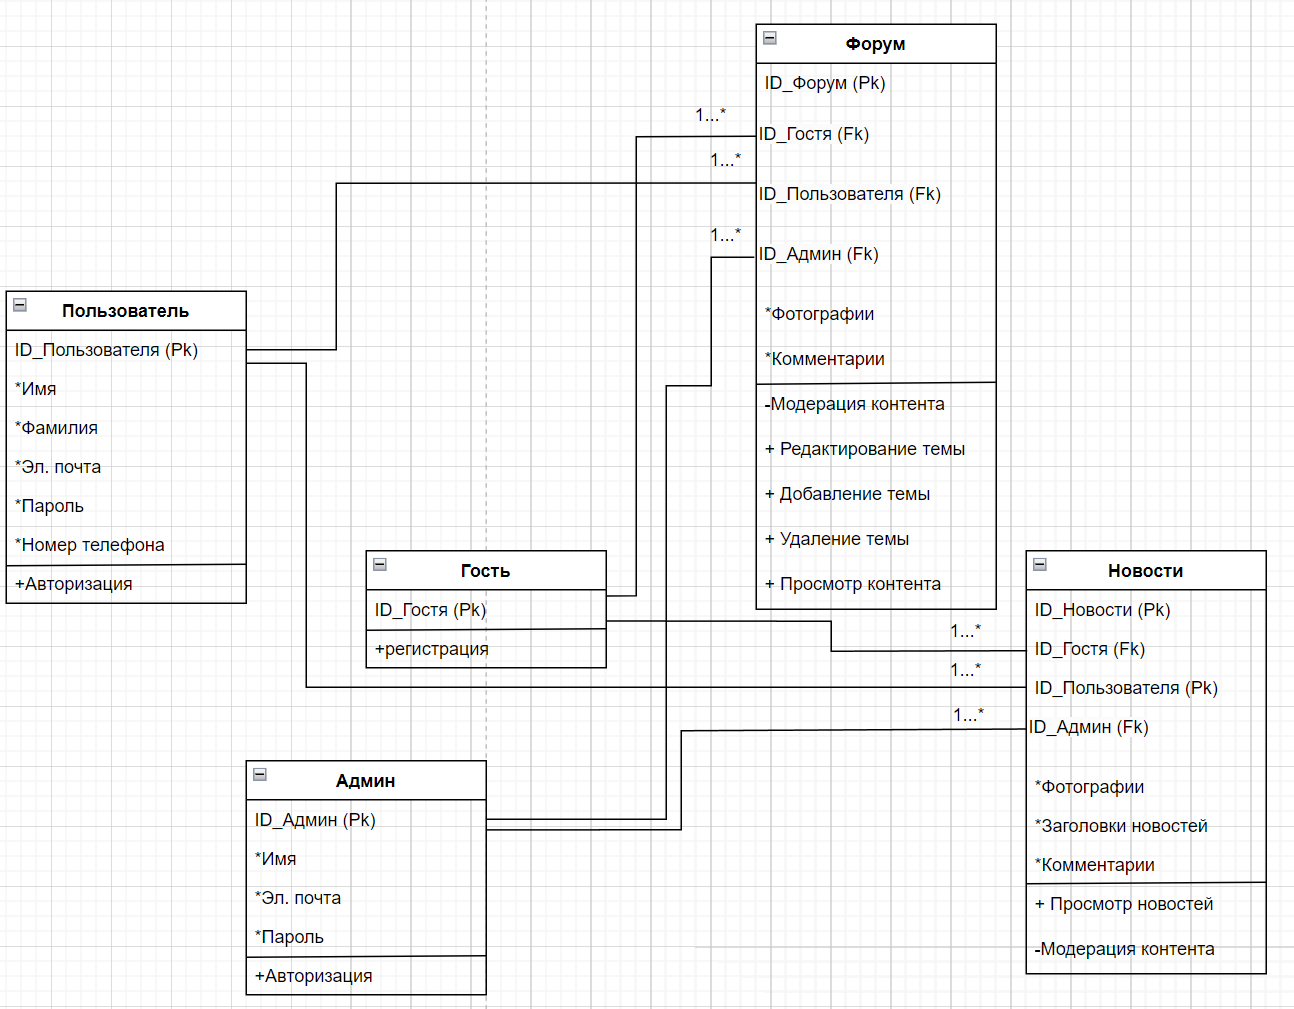 Форум
ID_Форум (Pk)
1...*
ID_Гостя (Fk)
1...*
ID_Пользователя (Fk)
1...*
ID_Админ (Fk)
*Фотографии
*Комментарии
-Модерация контента
+ Редактирование темы
+ Добавление темы
+ Удаление темы
+ Просмотр контента
Пользователь
ID_Пользователя (Pk)
*Имя
*Фамилия
*Эл. почта
*Пароль
*Номер телефона
+Авторизация
Гость
ID_Гостя (Pk)
+регистрация
Новости
ID_Новости (Pk)
1...*
ID_Гостя (Fk)
1...*
ID_Пользователя (Pk)
1...*
ID_Админ (Fk)
*Фотографии
*Заголовки новостей
*Комментарии
+ Просмотр новостей
-Модерация контента
Админ
ID_Админ (Pk)
*Имя
*Эл. почта
*Пароль
+Авторизация